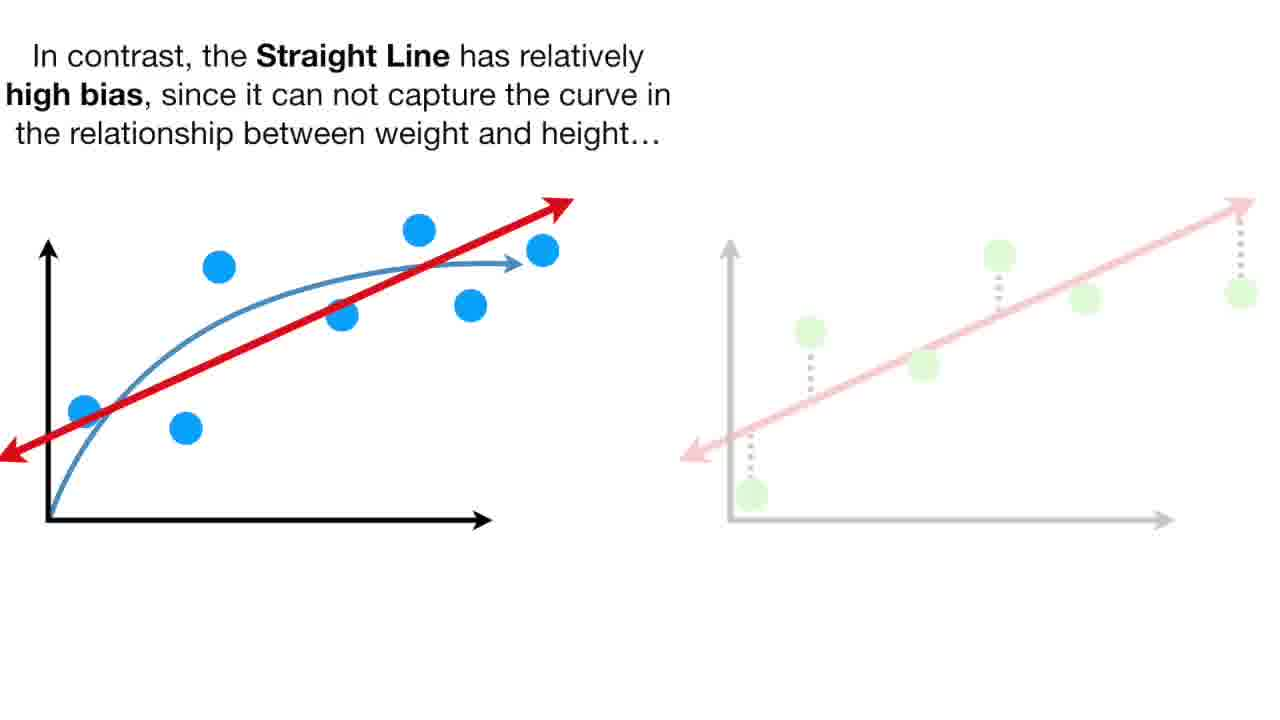 In contrast, the Straight Line has relatively
high bias, since it can not capture the curve in
the relationship between weight and height…